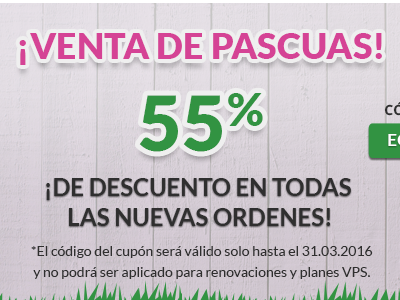 ¡VENTA DE PASCUAS!
55%
¡DE DESCUENTO EN TODAS
LAS NUEVAS ORDENES!
*El código del cupón será válido solo hasta el 31.03.2016
y no podrá ser aplicado para renovaciones y planes VPS.